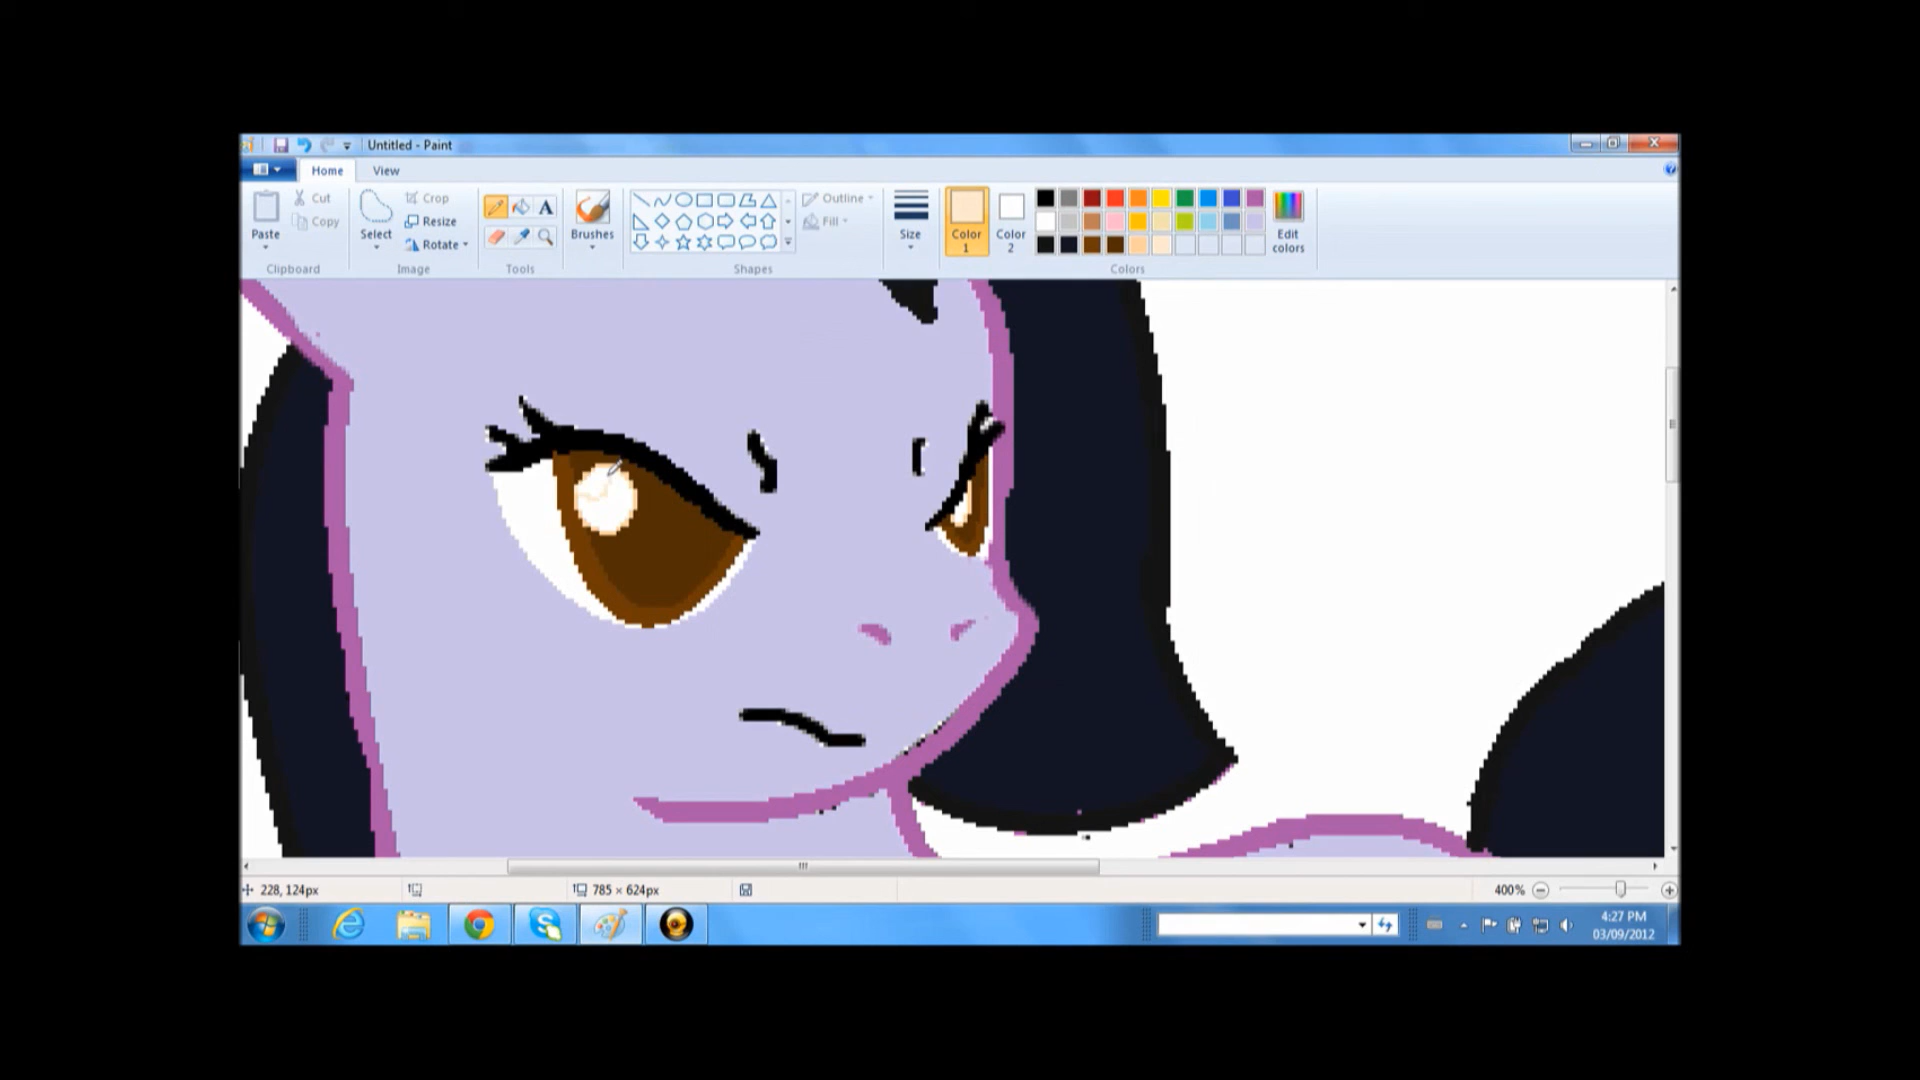 Untitled - Paint
Home View
Paste Cut Copy
Clipboard
Select Crop Resize Rotate
Image
A
Tools
Brushes
Outline Fill
Shapes
Size
Color 1
Color 2
Edit colors
Colors
228, 124px 785 × 624px 400%
4:27 PM
03/09/2012